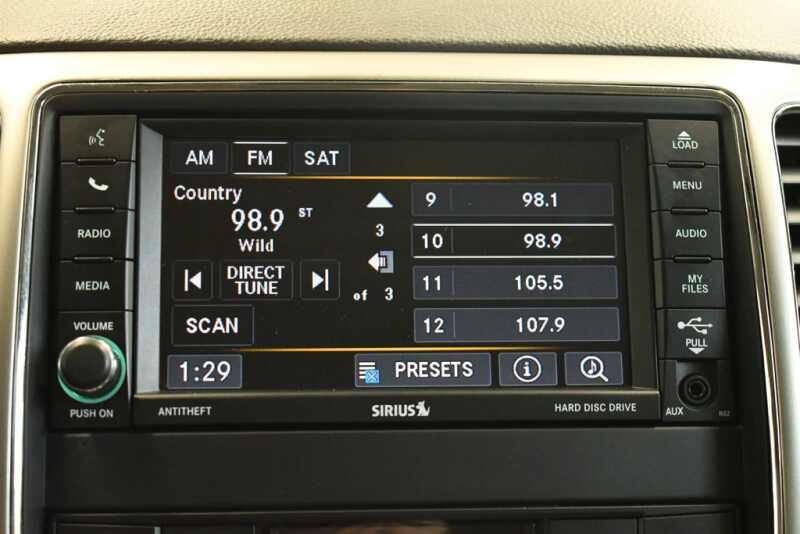 AM FM SAT
Country
98.9 ST
Wild
DIRECT
TUNE
SCAN
1:29
3
of 3
9 98.1
10 98.9
11 105.5
12 107.9
PRESETS
RADIO
MEDIA
VOLUME
PUSH ON
LOAD
MENU
AUDIO
MY
FILES
PULL
AUX
ANTITHEFT
SIRIUS
HARD DISC DRIVE